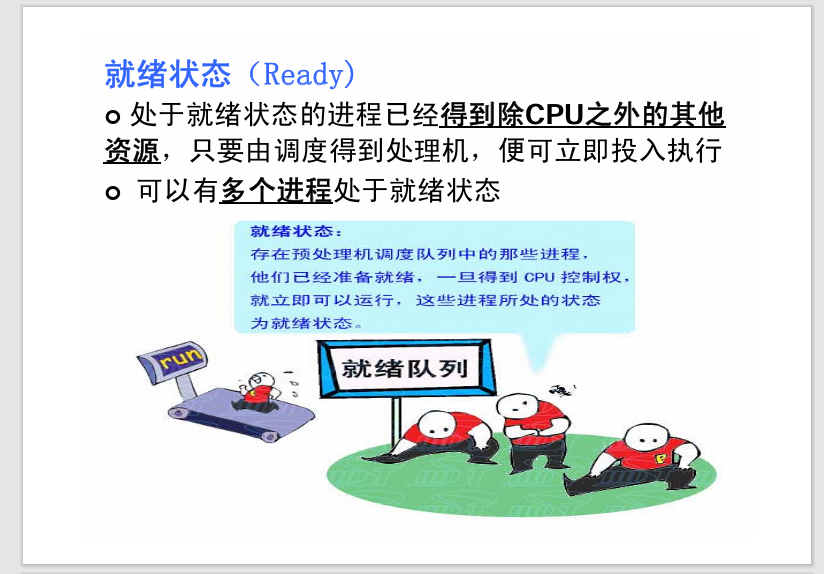 就绪状态（Ready)
处于就绪状态的进程已经得到除CPU之外的其他
资源，只要由调度得到处理机，便可立即投入执行
可以有多个进程处于就绪状态
就绪状态：
存在预处理机调度队列中的那些进程，
他们已经准备就绪，一旦得到 CPU 控制权，
就立即可以运行，这些进程所处的状态
为就绪状态。
run
就绪队列